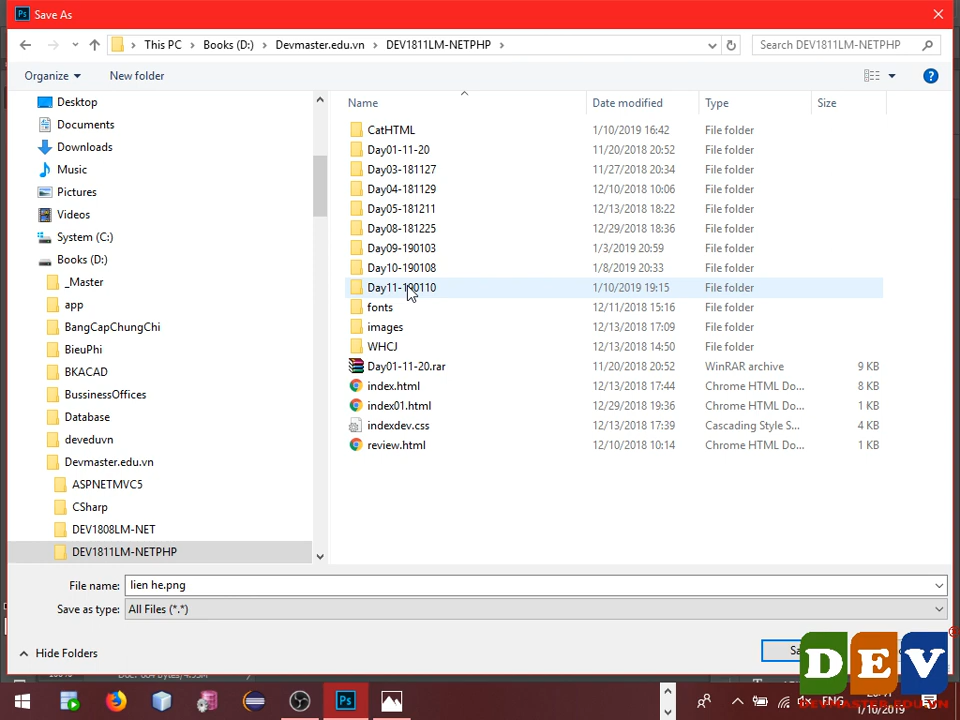 Save As
This PC > Books (D:) > Devmaster.edu.vn > DEV1811LM-NETPHP >
Search DEV1811LM-NETPHP
Organize
New folder
Name Date modified Type Size
Desktop
Documents
Downloads
Music
Pictures
Videos
System (C:)
Books (D:)
_Master
app
BangCapChungChi
BieuPhi
BKACAD
BussinessOffices
Database
deveduvn
Devmaster.edu.vn
ASPNETMVC5
CSharp
DEV1808LM-NET
DEV1811LM-NETPHP
CatHTML 1/10/2019 16:42 File folder
Day01-11-20 11/20/2018 20:52 File folder
Day03-181127 11/27/2018 20:34 File folder
Day04-181129 12/10/2018 10:06 File folder
Day05-181211 12/13/2018 18:22 File folder
Day08-181225 12/29/2018 18:36 File folder
Day09-190103 1/3/2019 20:59 File folder
Day10-190108 1/8/2019 20:33 File folder
Day11-190110 1/10/2019 19:15 File folder
fonts 12/11/2018 15:16 File folder
images 12/13/2018 17:09 File folder
WHCJ 12/13/2018 14:50 File folder
Day01-11-20.rar 11/20/2018 20:52 WinRAR archive 9 KB
index.html 12/13/2018 17:44 Chrome HTML Do... 8 KB
index01.html 12/29/2018 19:36 Chrome HTML Do... 1 KB
indexdev.css 12/13/2018 17:39 Cascading Style S... 4 KB
review.html 12/10/2018 10:14 Chrome HTML Do... 1 KB
File name: lien he.png
Save as type: All Files (*.*)
Hide Folders
DEV
DEVMASTER.EDU.VN
ENG
1/10/2019